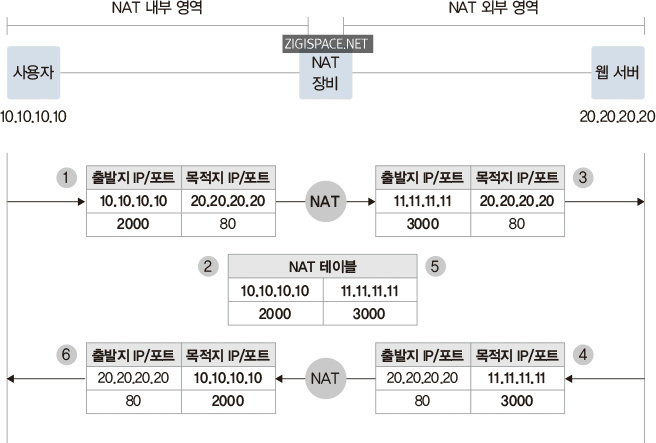 NAT 내부 영역
NAT 외부 영역
ZIGISPACE.NET
사용자
NAT
장비
웹 서버
10.10.10.10
20.20.20.20
1
출발지 IP/포트 목적지 IP/포트
10.10.10.10 20.20.20.20
2000 80
NAT
출발지 IP/포트 목적지 IP/포트
11.11.11.11 20.20.20.20
3000 80
3
2
NAT 테이블
10.10.10.10 11.11.11.11
2000 3000
5
6
출발지 IP/포트 목적지 IP/포트
20.20.20.20 10.10.10.10
80 2000
NAT
출발지 IP/포트 목적지 IP/포트
20.20.20.20 11.11.11.11
80 3000
4